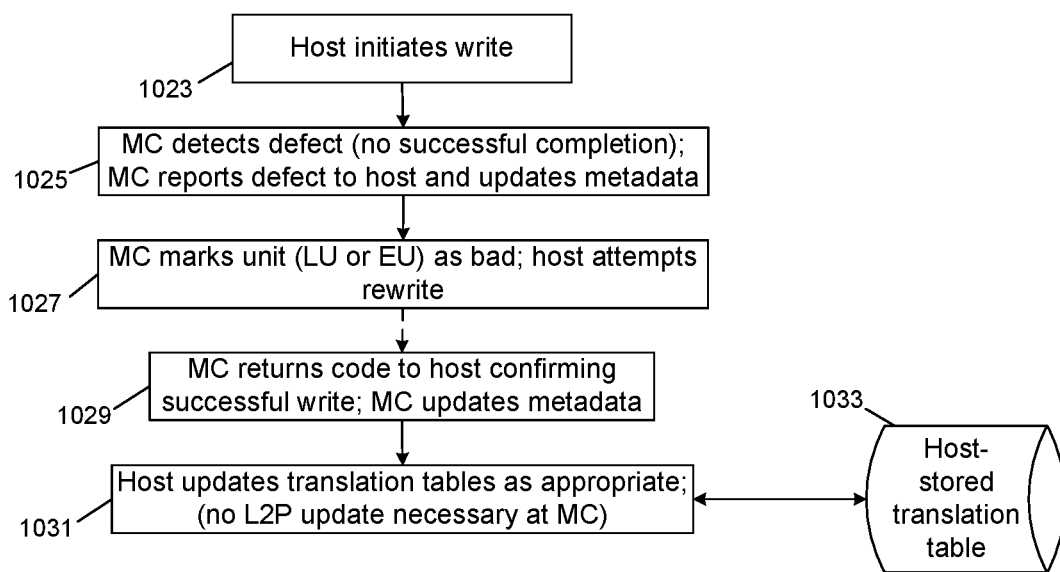 Host initiates write
1023
MC detects defect (no successful completion);
MC reports defect to host and updates metadata
1025
MC marks unit (LU or EU) as bad; host attempts
rewrite
1027
MC returns code to host confirming
successful write; MC updates metadata
1029
1033
Host updates translation tables as appropriate;
(no L2P update necessary at MC)
1031
Host-
stored
translation
table